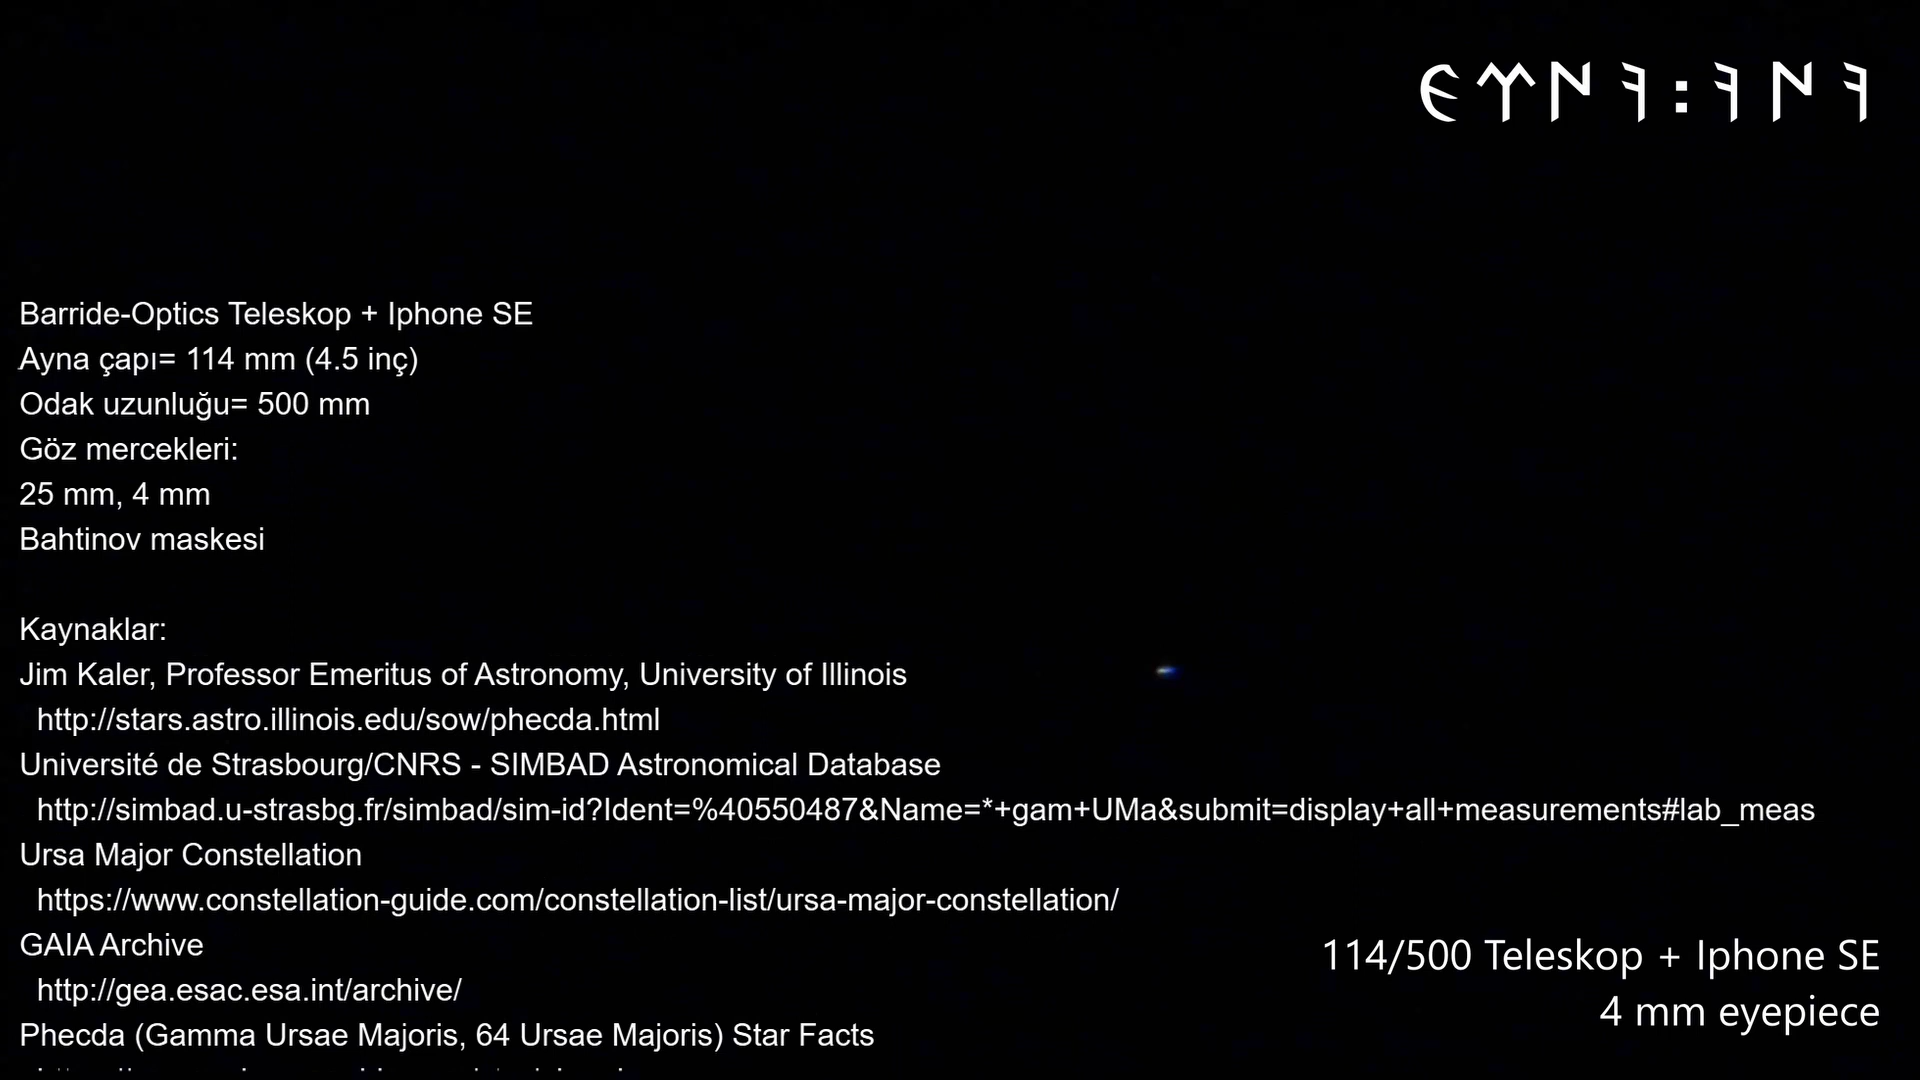 𐰚𐰇𐰚:𐰚𐰇𐰼𐰏
Barride-Optics Teleskop + Iphone SE
Ayna çapı= 114 mm (4.5 inç)
Odak uzunluğu= 500 mm
Göz mercekleri:
25 mm, 4 mm
Bahtinov maskesi
Kaynaklar:
Jim Kaler, Professor Emeritus of Astronomy, University of Illinois
http://stars.astro.illinois.edu/sow/phecda.html
Université de Strasbourg/CNRS - SIMBAD Astronomical Database
http://simbad.u-strasbg.fr/simbad/sim-id?Ident=%40550487&Name=*+gam+UMa&submit=display+all+measurements#lab_meas
Ursa Major Constellation
https://www.constellation-guide.com/constellation-list/ursa-major-constellation/
GAIA Archive
http://gea.esac.esa.int/archive/
Phecda (Gamma Ursae Majoris, 64 Ursae Majoris) Star Facts
114/500 Teleskop + Iphone SE
4 mm eyepiece